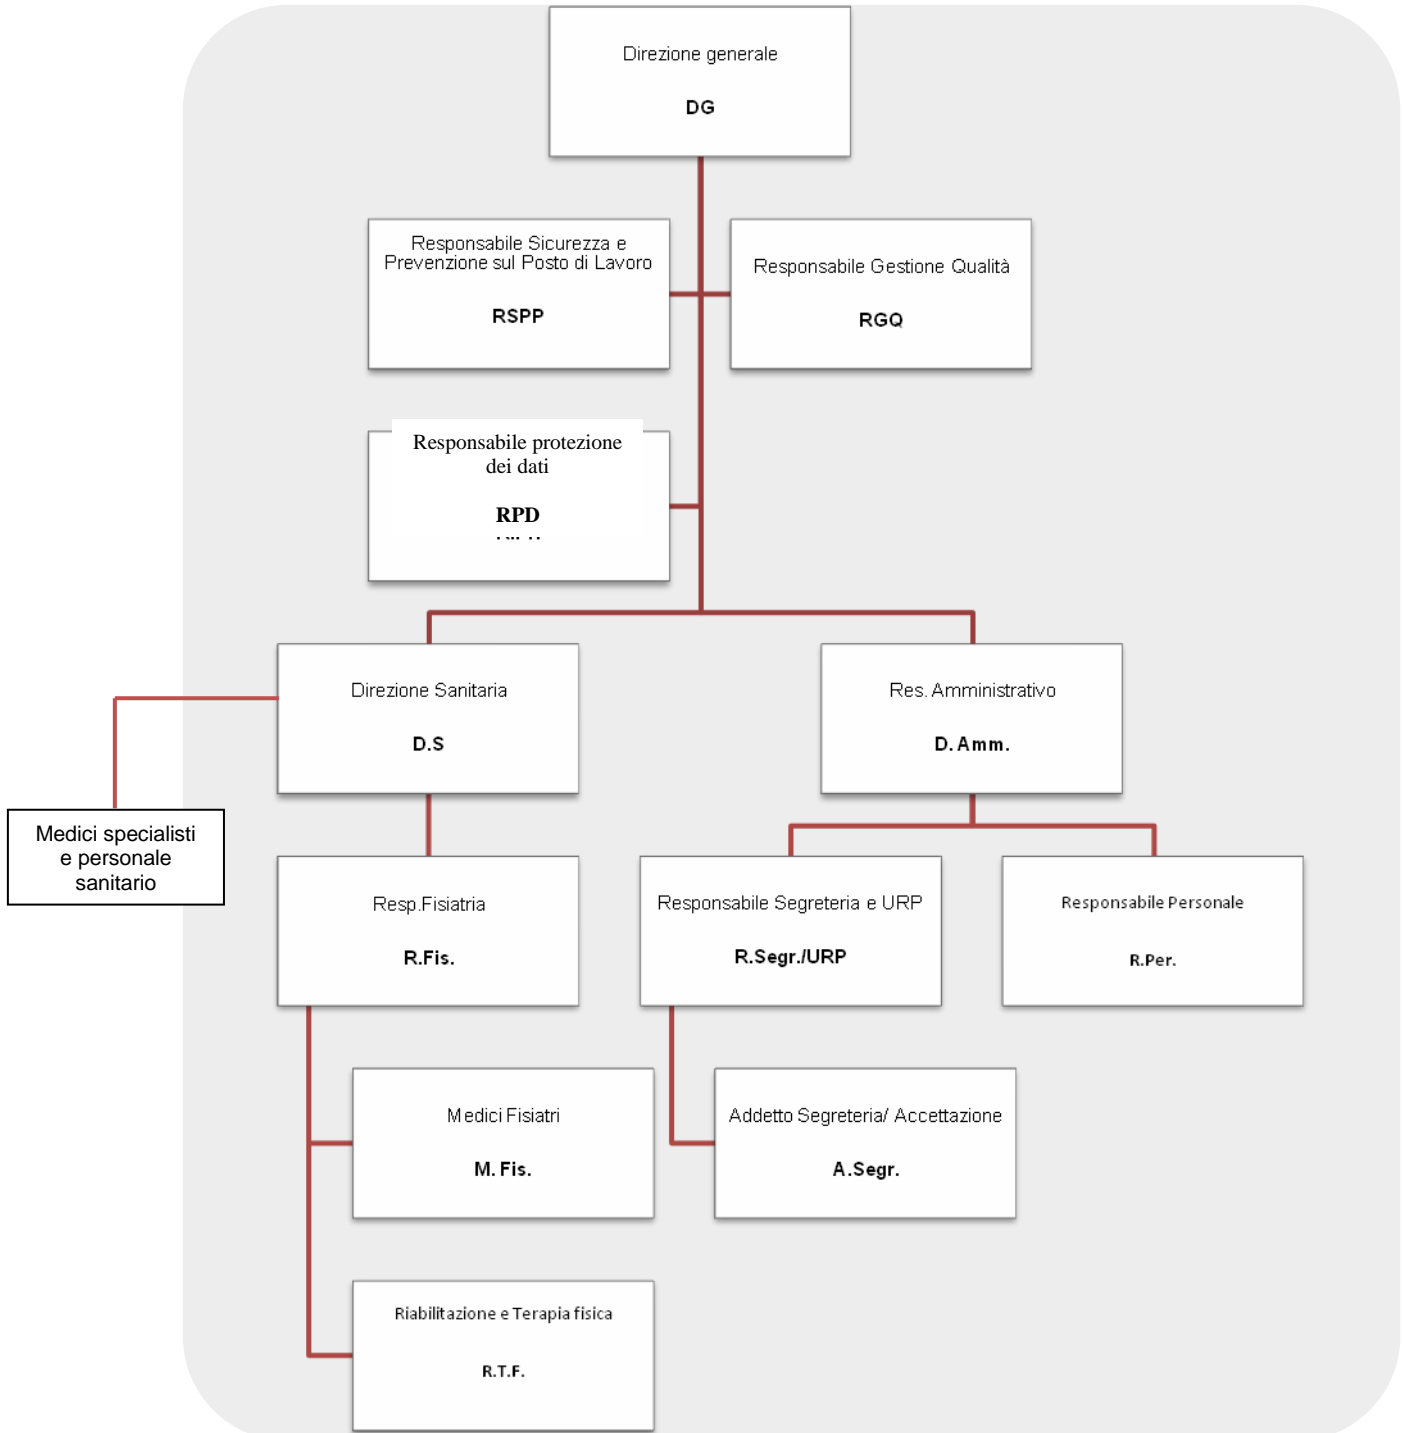 Direzione generale
DG
Responsabile Sicurezza e
Prevenzione sul Posto di Lavoro
RSPP
Responsabile Gestione Qualità
RGQ
Responsabile protezione
dei dati
RPD
Direzione Sanitaria
D.S
Res. Amministrativo
D. Amm.
Medici specialisti
e personale
sanitario
Resp.Fisiatria
R.Fis.
Responsabile Segreteria e URP
R.Segr./URP
Responsabile Personale
R.Per.
Medici Fisiatri
M. Fis.
Addetto Segreteria/ Accettazione
A.Segr.
Riabilitazione e Terapia fisica
R.T.F.